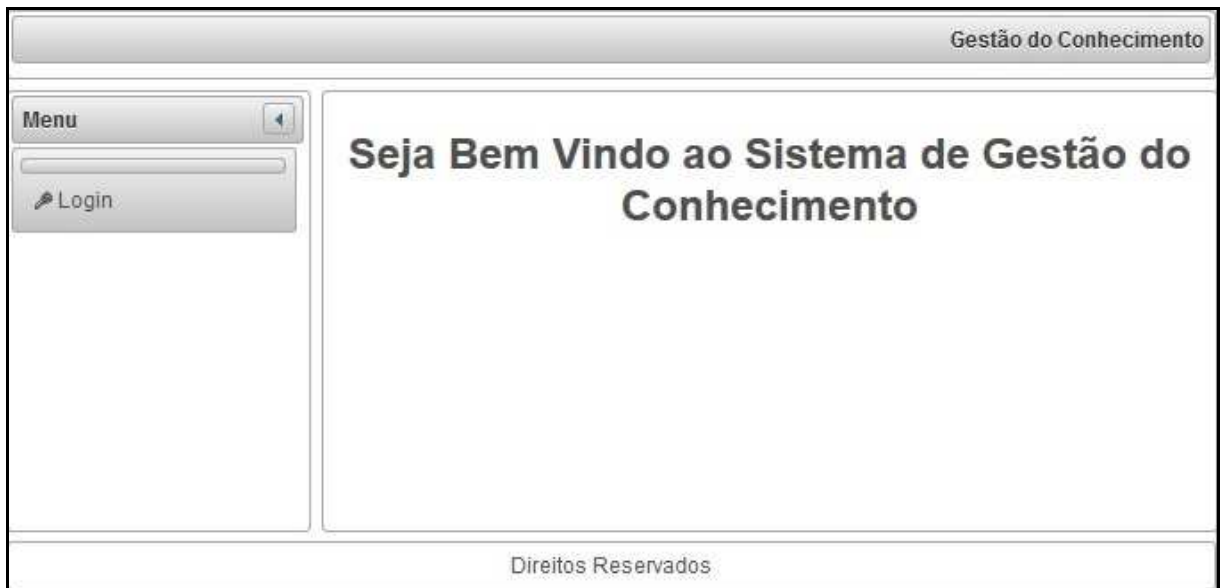 Gestão do Conhecimento
Menu
Login
Seja Bem Vindo ao Sistema de Gestão do
Conhecimento
Direitos Reservados